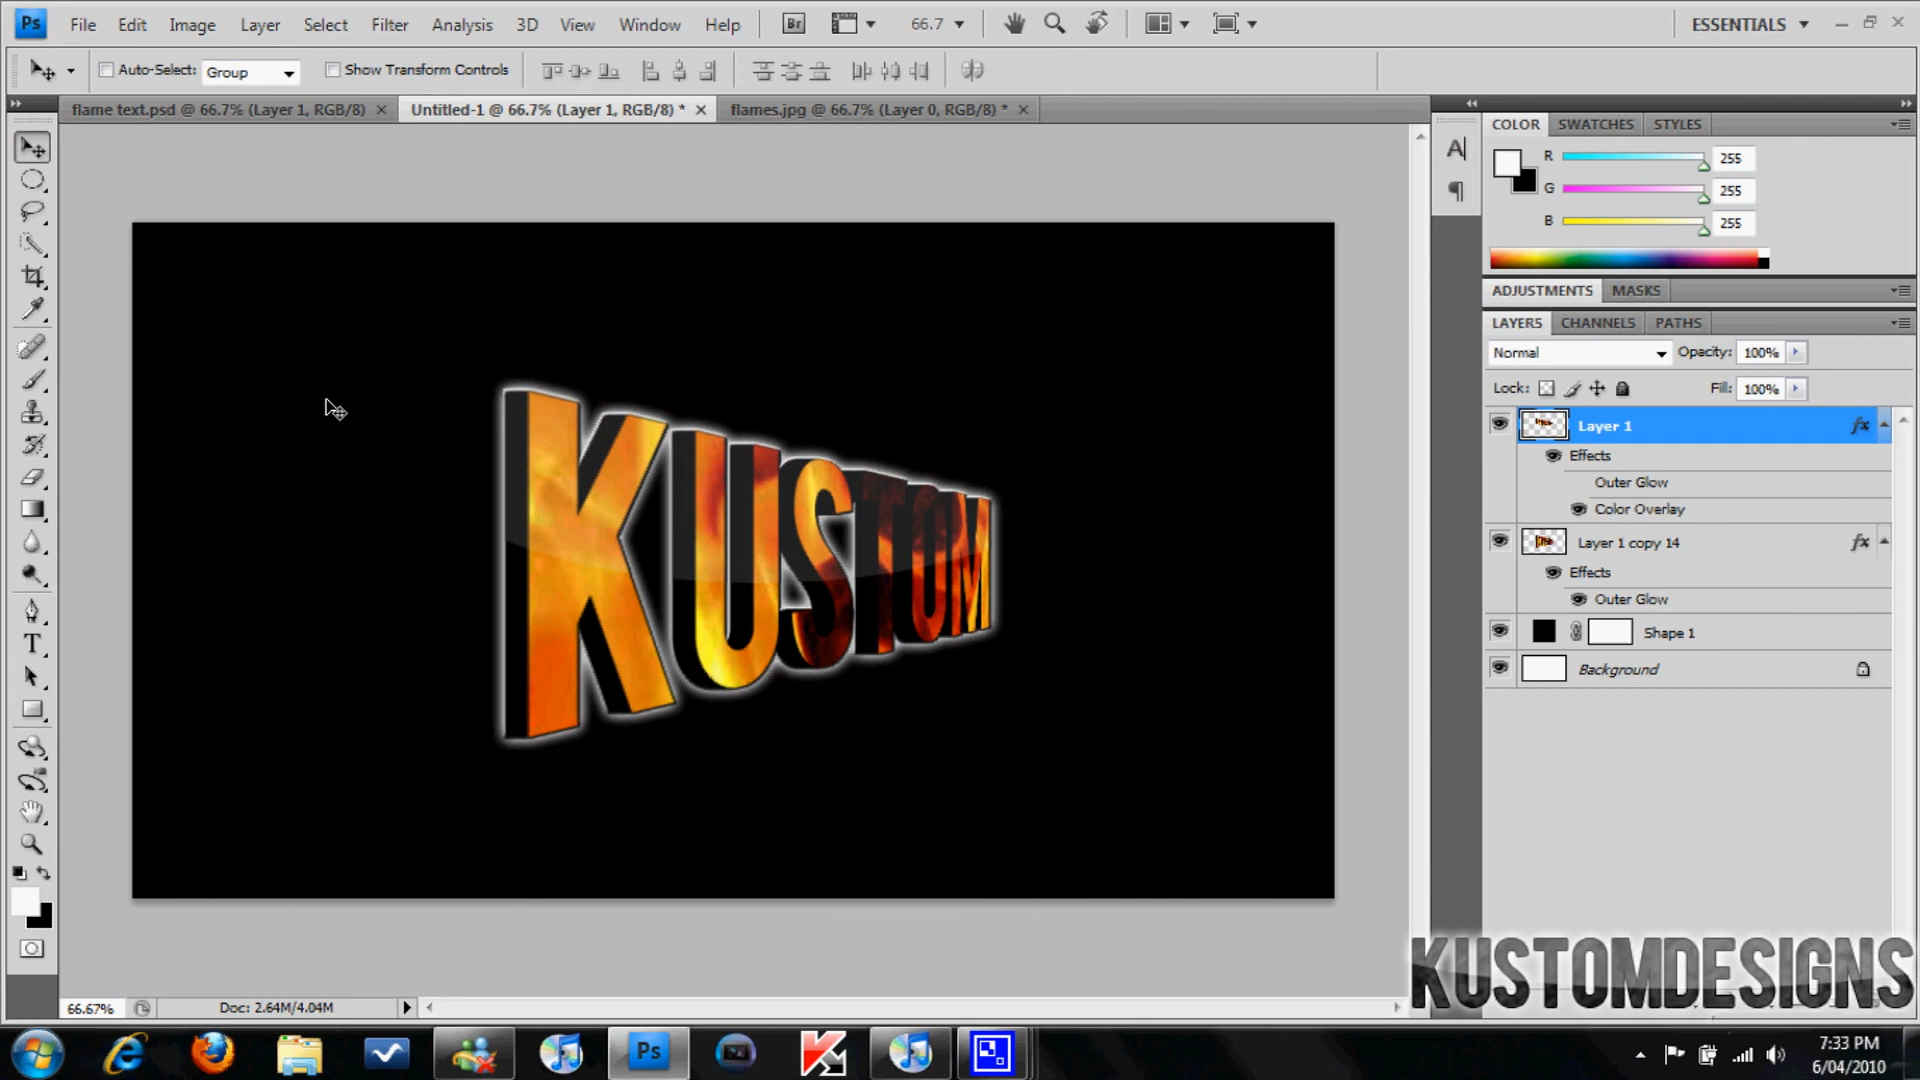 Ps File Edit Image Layer Select Filter Analysis 3D View Window Help Br 66.7 ESSENTIALS
Auto-Select: Group Show Transform Controls
flame text.psd @ 66.7% (Layer 1, RGB/8) Untitled-1 @ 66.7% (Layer 1, RGB/8) * flames.jpg @ 66.7% (Layer 0, RGB/8) *
COLOR SWATCHES STYLES
R 255
G 255
B 255
ADJUSTMENTS MASKS
LAYERS CHANNELS PATHS
Normal Opacity: 100%
Lock: Fill: 100%
Layer 1 fx
Effects
Outer Glow
Color Overlay
Layer 1 copy 14 fx
Effects
Outer Glow
Shape 1
Background
KUSTOM
KUSTOMDESIGNS
66.67% Doc: 2.64M/4.04M
Ps
7:33 PM
6/04/2010